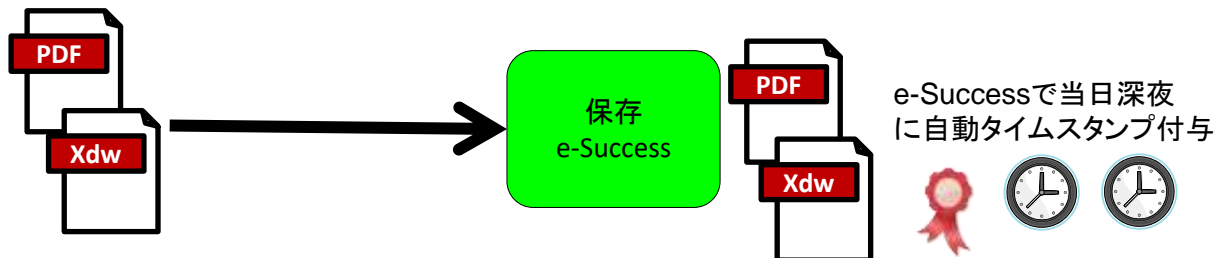 PDF
Xdw
保存
e-Success
PDF
Xdw
e-Successで当日深夜
に自動タイムスタンプ付与